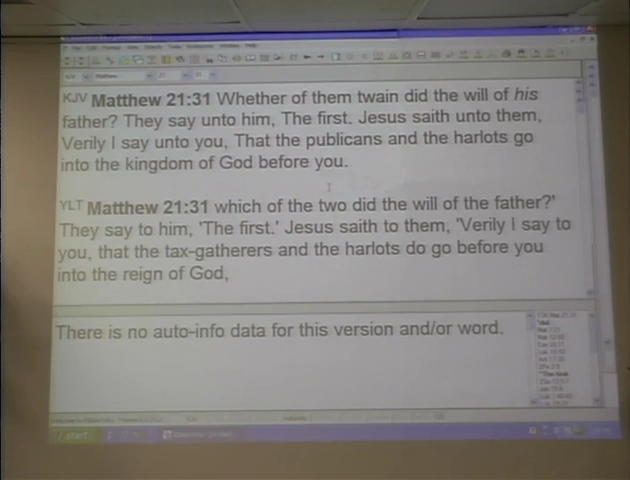 KJV Matthew 21:31 Whether of them twain did the will of his
father? They say unto him, The first. Jesus saith unto them,
Verily I say unto you, That the publicans and the harlots go
into the kingdom of God before you.
YLT Matthew 21:31 which of the two did the will of the father?'
They say to him, 'The first.' Jesus saith to them, 'Verily I say to
you, that the tax-gatherers and the harlots do go before you
into the reign of God,
There is no auto-info data for this version and/or word.
start